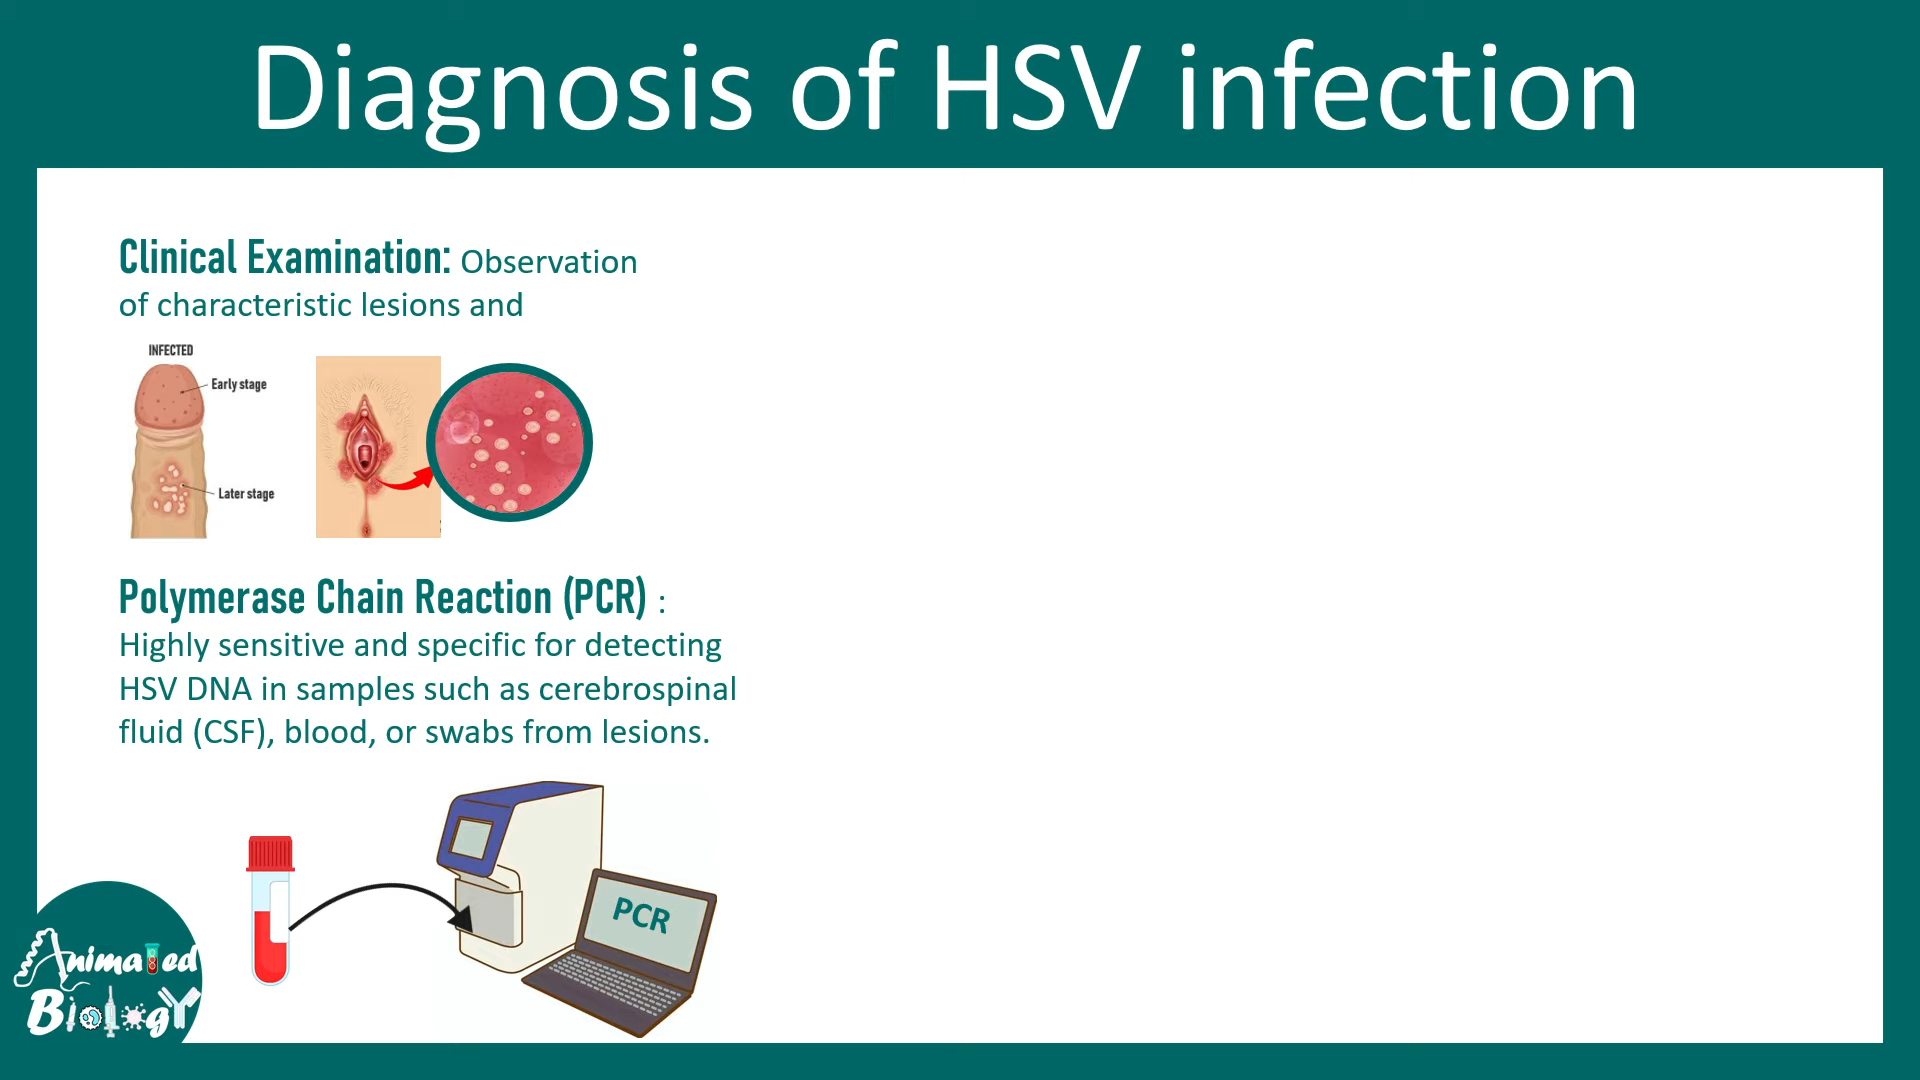 Diagnosis of HSV infection
Clinical Examination: Observation
of characteristic lesions and
INFECTED
Early stage
Later stage
Polymerase Chain Reaction (PCR) :
Highly sensitive and specific for detecting
HSV DNA in samples such as cerebrospinal
fluid (CSF), blood, or swabs from lesions.
PCR
Animated
Biology